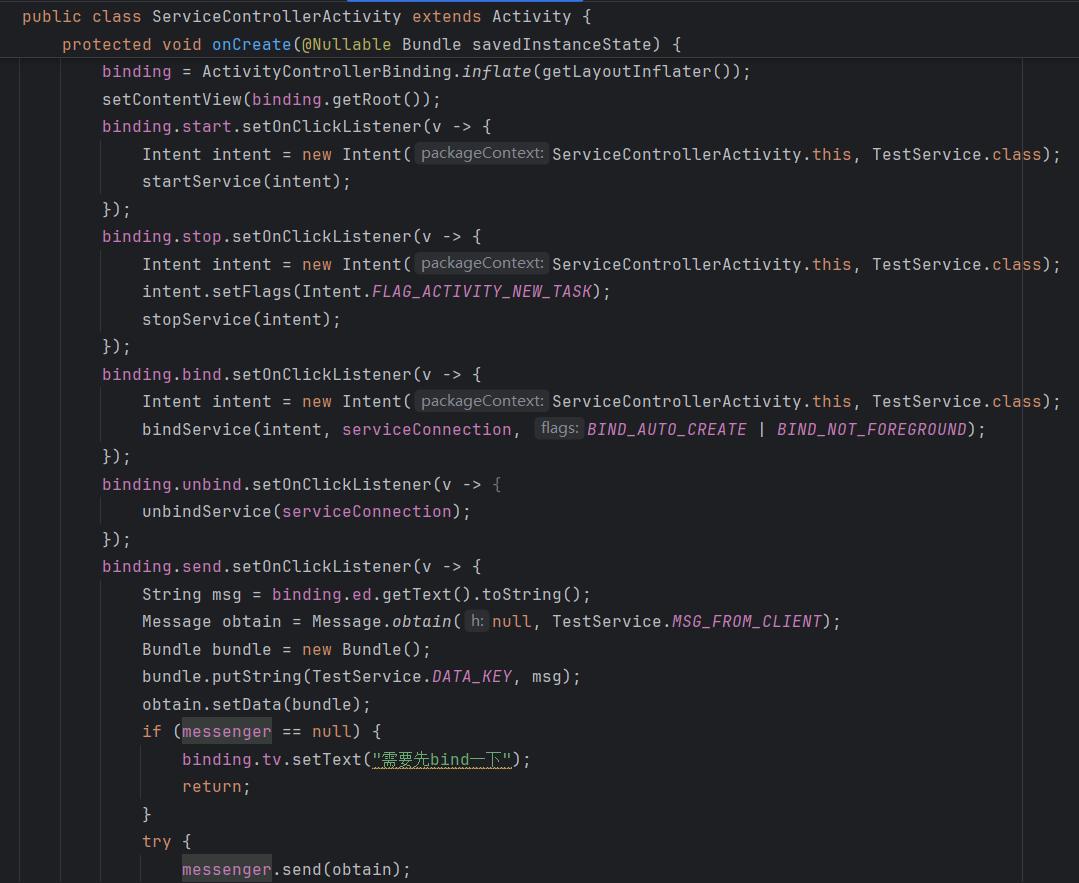 public class ServiceControllerActivity extends Activity {
    protected void onCreate(@Nullable Bundle savedInstanceState) {
        binding = ActivityControllerBinding.inflate(getLayoutInflater());
        setContentView(binding.getRoot());
        binding.start.setOnClickListener(v -> {
            Intent intent = new Intent( packageContext: ServiceControllerActivity.this, TestService.class);
            startService(intent);
        });
        binding.stop.setOnClickListener(v -> {
            Intent intent = new Intent( packageContext: ServiceControllerActivity.this, TestService.class);
            intent.setFlags(Intent.FLAG_ACTIVITY_NEW_TASK);
            stopService(intent);
        });
        binding.bind.setOnClickListener(v -> {
            Intent intent = new Intent( packageContext: ServiceControllerActivity.this, TestService.class);
            bindService(intent, serviceConnection, flags: BIND_AUTO_CREATE | BIND_NOT_FOREGROUND);
        });
        binding.unbind.setOnClickListener(v -> {
            unbindService(serviceConnection);
        });
        binding.send.setOnClickListener(v -> {
            String msg = binding.ed.getText().toString();
            Message obtain = Message.obtain( h: null, TestService.MSG_FROM_CLIENT);
            Bundle bundle = new Bundle();
            bundle.putString(TestService.DATA_KEY, msg);
            obtain.setData(bundle);
            if (messenger == null) {
                binding.tv.setText("需要先bind一下");
                return;
            }
            try {
                messenger.send(obtain);